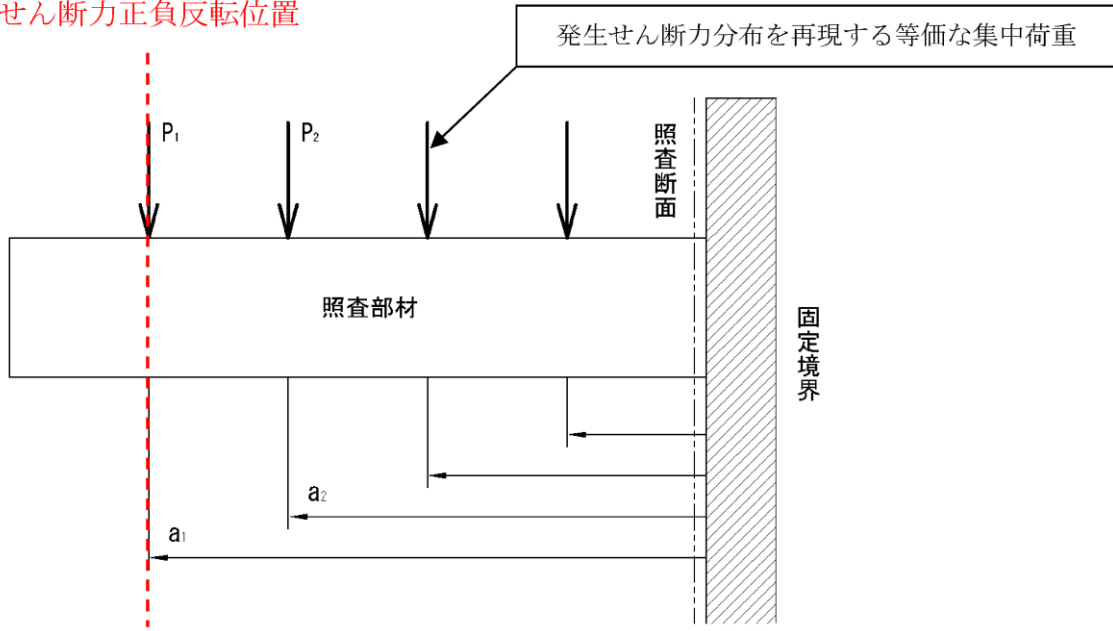 せん断力正負反転位置
発生せん断力分布を再現する等価な集中荷重
P₁
P₂
照査断面
照査部材
固定境界
a₂
a₁